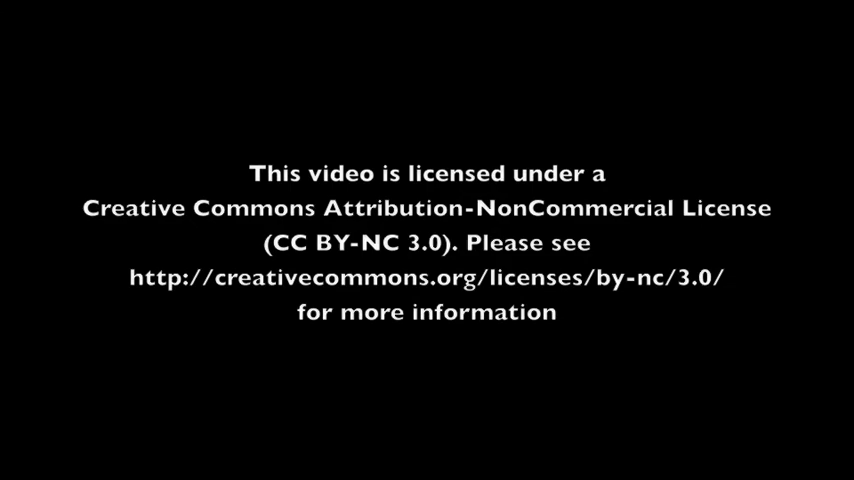 This video is licensed under a
Creative Commons Attribution-NonCommercial License
(CC BY-NC 3.0). Please see
http://creativecommons.org/licenses/by-nc/3.0/
for more information